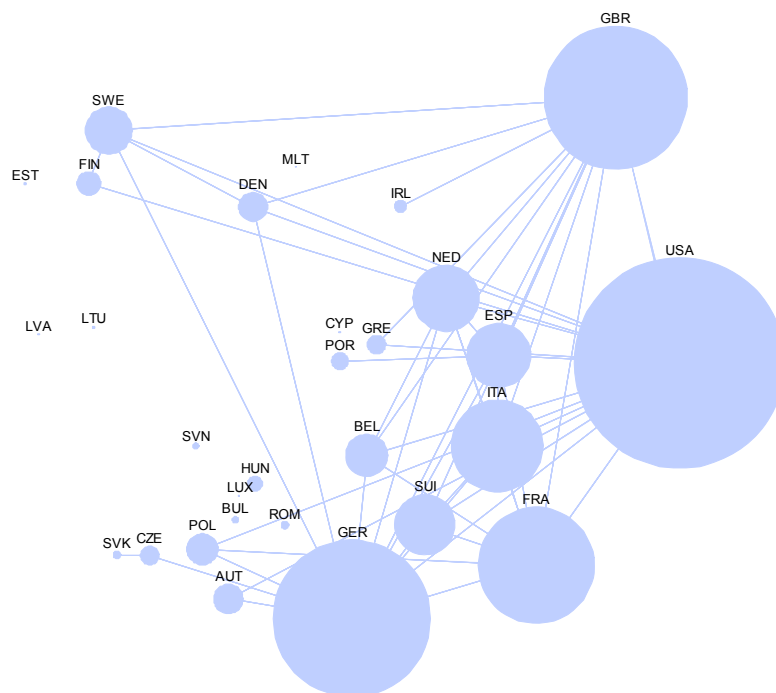 GBR
SWE
MLT
FIN
EST
DEN
IRL
USA
NED
ESP
CYP
LTU
LVA
GRE
POR
ITA
BEL
SVN
HUN
SUI
LUX
FRA
BUL
ROM
POL
GER
CZE
SVK
AUT